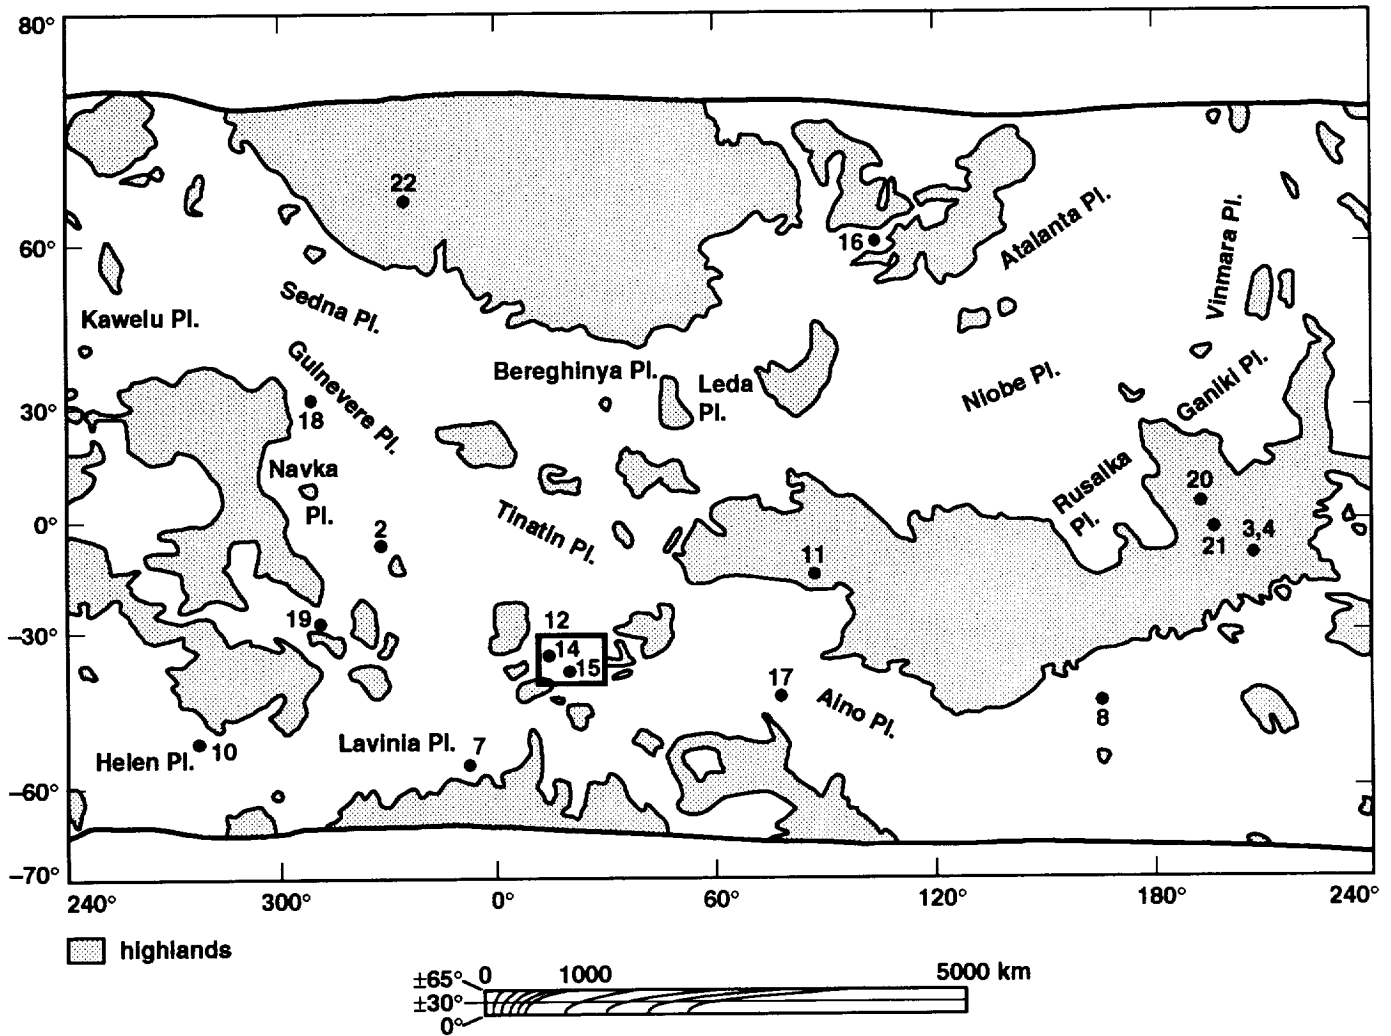 80°
22
16
60°
Atalanta Pl.
Vinmara Pl.
Sedna Pl.
Kawelu Pl.
Guinevere Pl.
Bereghinya Pl.
Leda
Pl.
Niobe Pl.
Ganiki Pl.
30°
18
Navka
Pl.
Rusalka
Pl.
20
0°
2
Tinatin Pl.
11
21
3,4
19
12
-30°
14
15
17
Aino Pl.
8
Helen Pl.
10
Lavinia Pl.
7
-60°
-70°
240°
300°
0°
60°
120°
180°
240°
highlands
±65°
0
1000
5000 km
±30°
0°